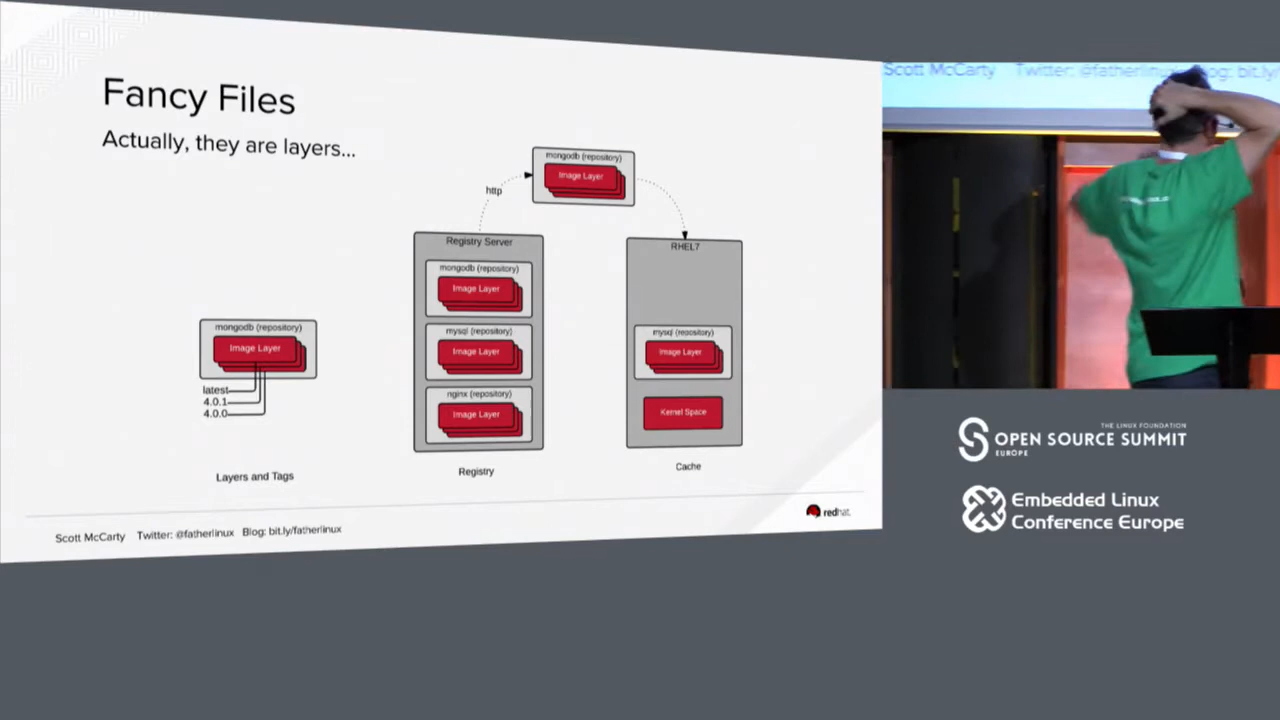 Fancy Files
Actually, they are layers...
mongodb (repository)
Image Layer
http
Registry Server
mongodb (repository)
Image Layer
mysql (repository)
Image Layer
nginx (repository)
Image Layer
RHEL7
mysql (repository)
Image Layer
Kernel Space
mongodb (repository)
Image Layer
latest
4.0.1
4.0.0
Layers and Tags
Registry
Cache
Scott McCarty Twitter: @fatherlinux Blog: bit.ly/fatherlinux
redhat.
Scott McCarty Twitter: @fatherlinux Blog: bit.ly/
THE LINUX FOUNDATION
OPEN SOURCE SUMMIT
EUROPE
Embedded Linux
Conference Europe